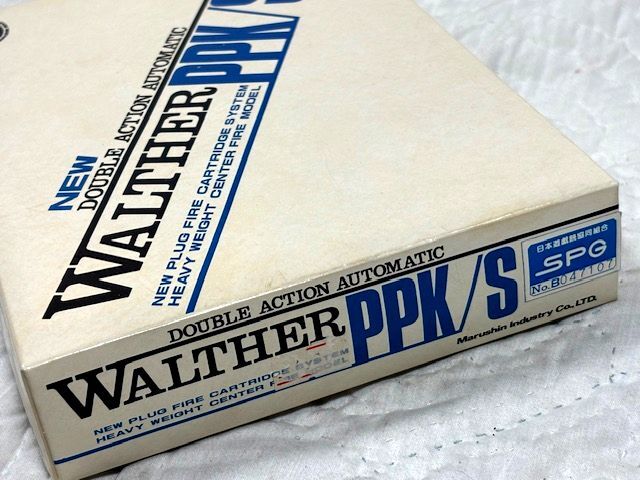 NEW
DOUBLE ACTION AUTOMATIC
WALTHER PPK/S
NEW PLUG FIRE CARTRIDGE SYSTEM
HEAVY WEIGHT CENTER FIRE MODEL
DOUBLE ACTION AUTOMATIC
WALTHER PPK/S
NEW PLUG FIRE CARTRIDGE SYSTEM
HEAVY WEIGHT CENTER FIRE MODEL
Marushin Industry Co., LTD.
日本遊戯銃協同組合
SPG
No.B047107